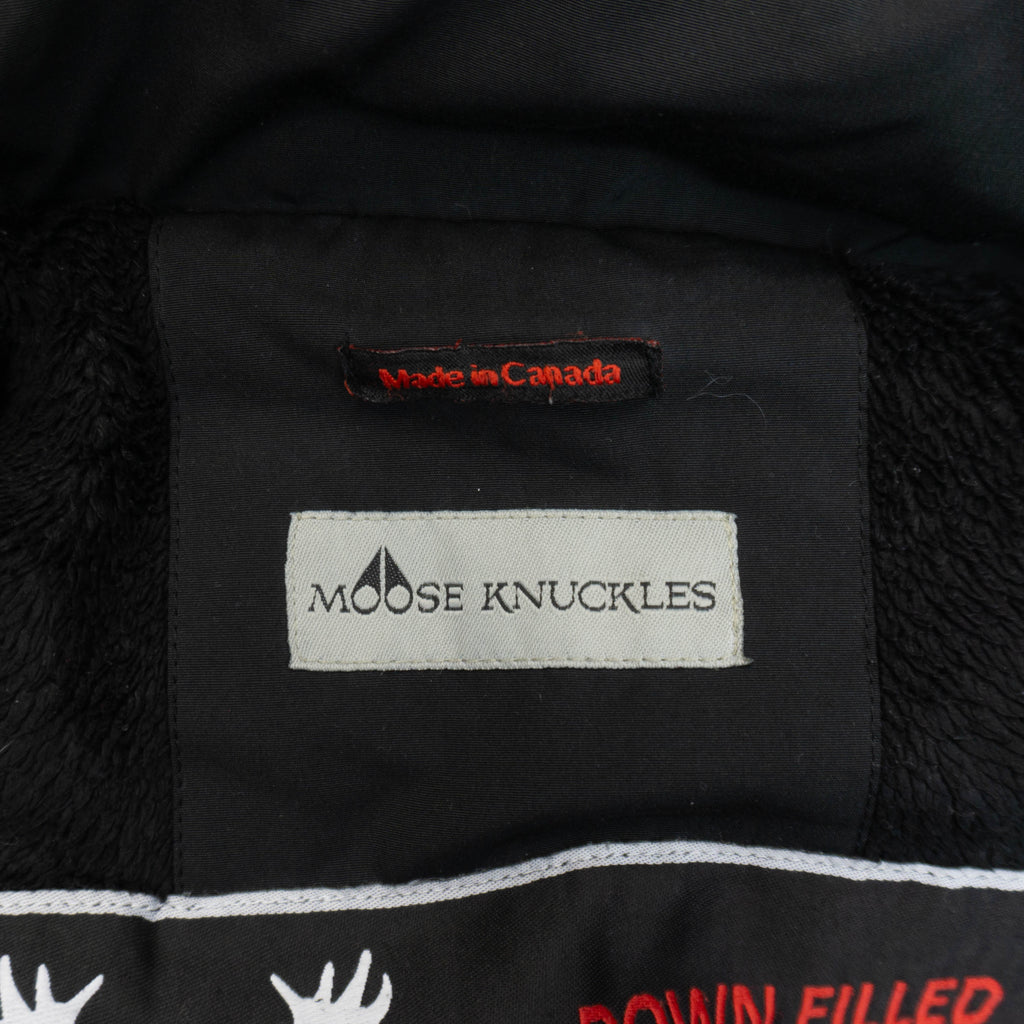 Made in Canada
MOOSE KNUCKLES
DOWN FILLED